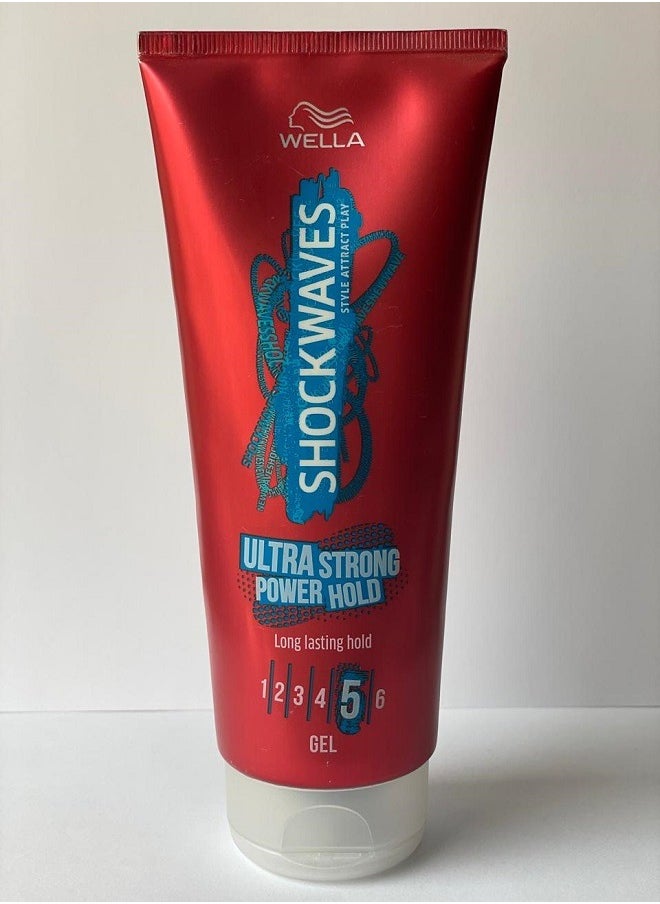 WELLA
SHOCKWAVES
STYLE ATTRACT PLAY
ULTRA STRONG
POWER HOLD
Long lasting hold
1 2 3 4 5 6
GEL